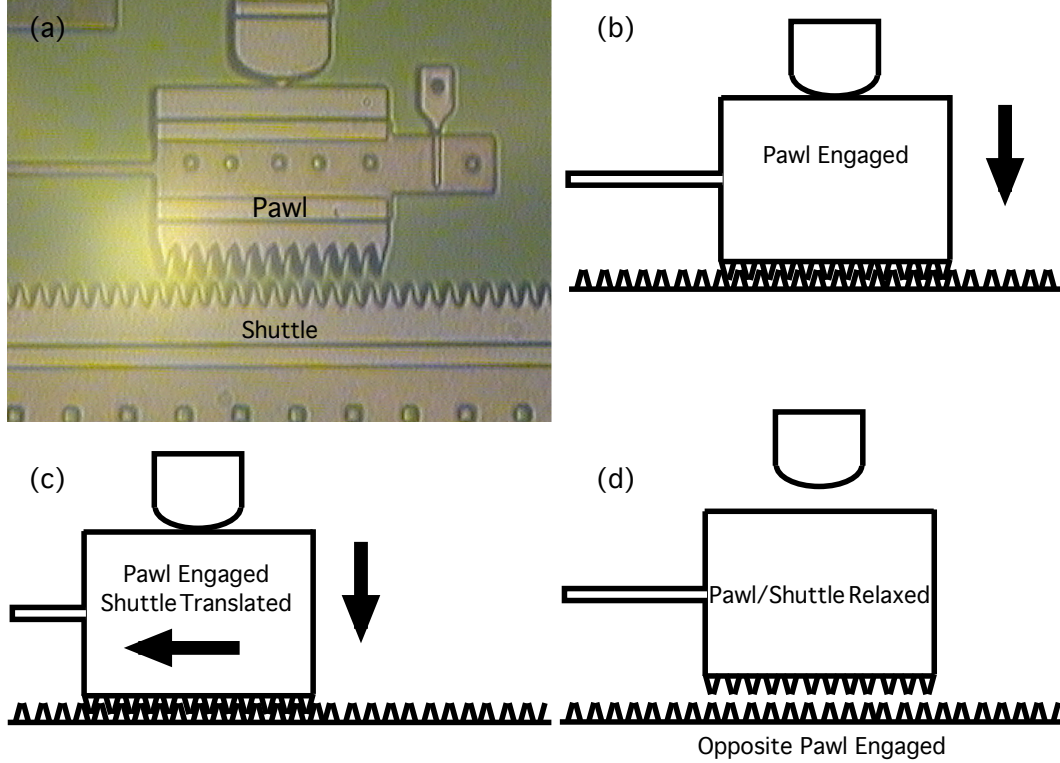 (a)
Pawl
Shuttle
(b)
Pawl Engaged
(c)
Pawl Engaged
Shuttle Translated
(d)
Pawl/Shuttle Relaxed
Opposite Pawl Engaged